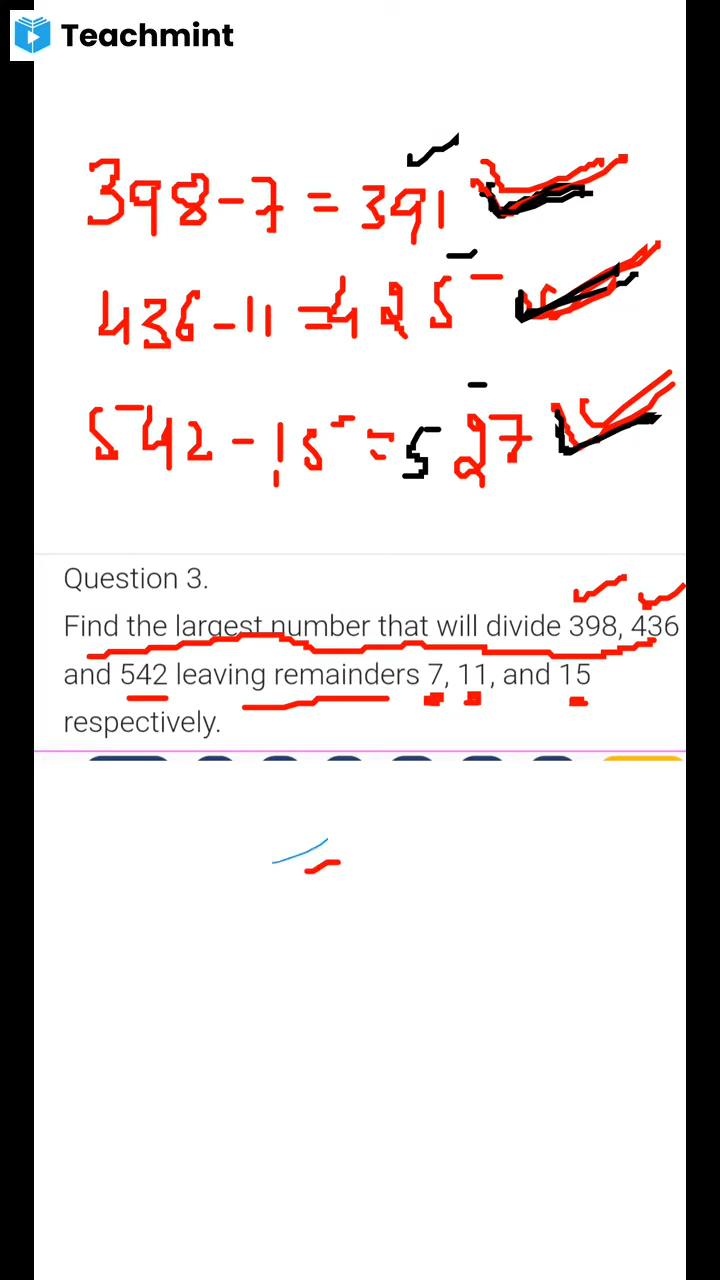 Teachmint
398-7=391
436-11=425
542-15=527
Question 3.
Find the largest number that will divide 398, 436
and 542 leaving remainders 7, 11, and 15
respectively.